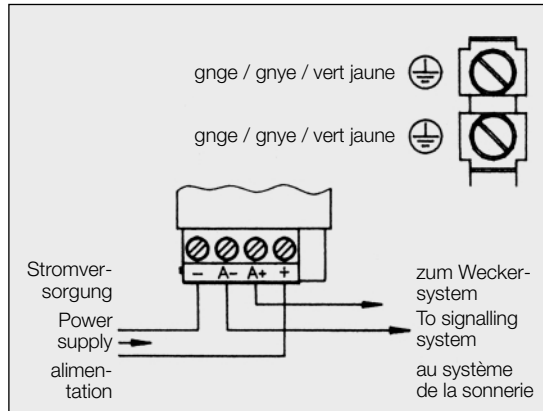 gnge / gnye / vert jaune
gnge / gnye / vert jaune
– A– A+ +
Stromver-
sorgung
Power
supply
alimen-
tation
zum Wecker-
system
To signalling
system
au système
de la sonnerie